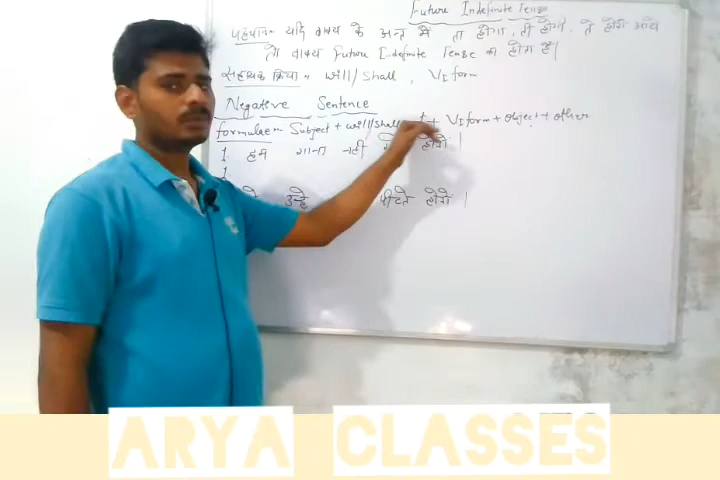 Future Indefinite Tense
पहचान- यदि वाक्य के अन्त में ता होगा, ती होगी, ते होंगे आये
तो वाक्य Future Indefinite Tense का होता है।
सहायक क्रिया = will/shall, V1 form
Negative Sentence
formulae = Subject + will/shall + V1 form + object + other
1. हम गाना नही होंगे।
1.
उन्हे पीटते होंगे।
ARYA CLASSES